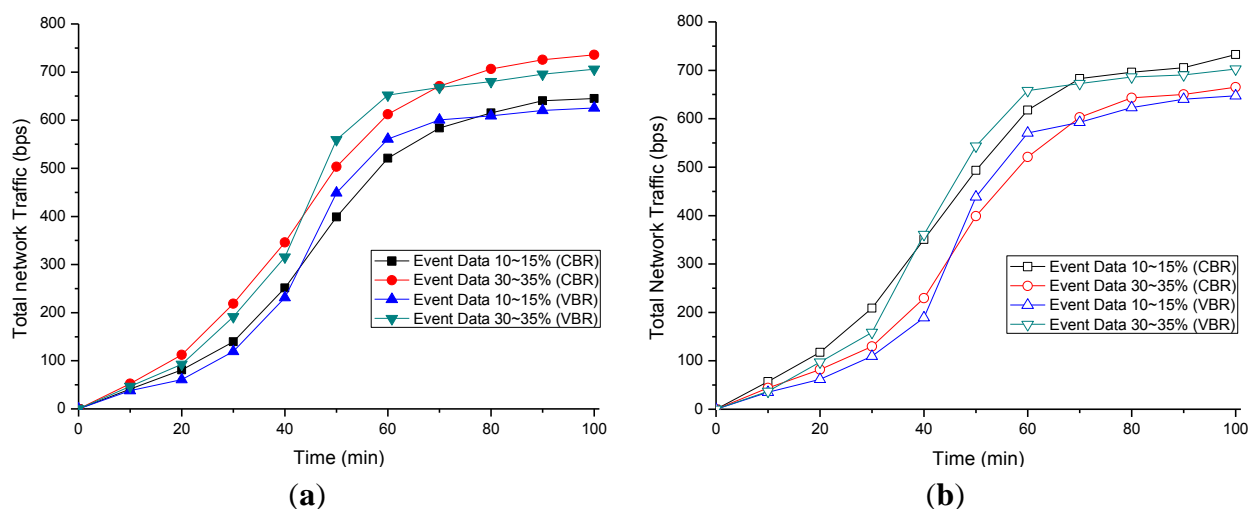 800
700
600
500
400
300
200
100
0
Total network Traffic (bps)
Event Data 10~15% (CBR)
Event Data 30~35% (CBR)
Event Data 10~15% (VBR)
Event Data 30~35% (VBR)
0 20 40 60 80 100
Time (min)
(a)
800
700
600
500
400
300
200
100
0
Total Network Traffic (bps)
Event Data 10~15% (CBR)
Event Data 30~35% (CBR)
Event Data 10~15% (VBR)
Event Data 30~35% (VBR)
0 20 40 60 80 100
Time (min)
(b)